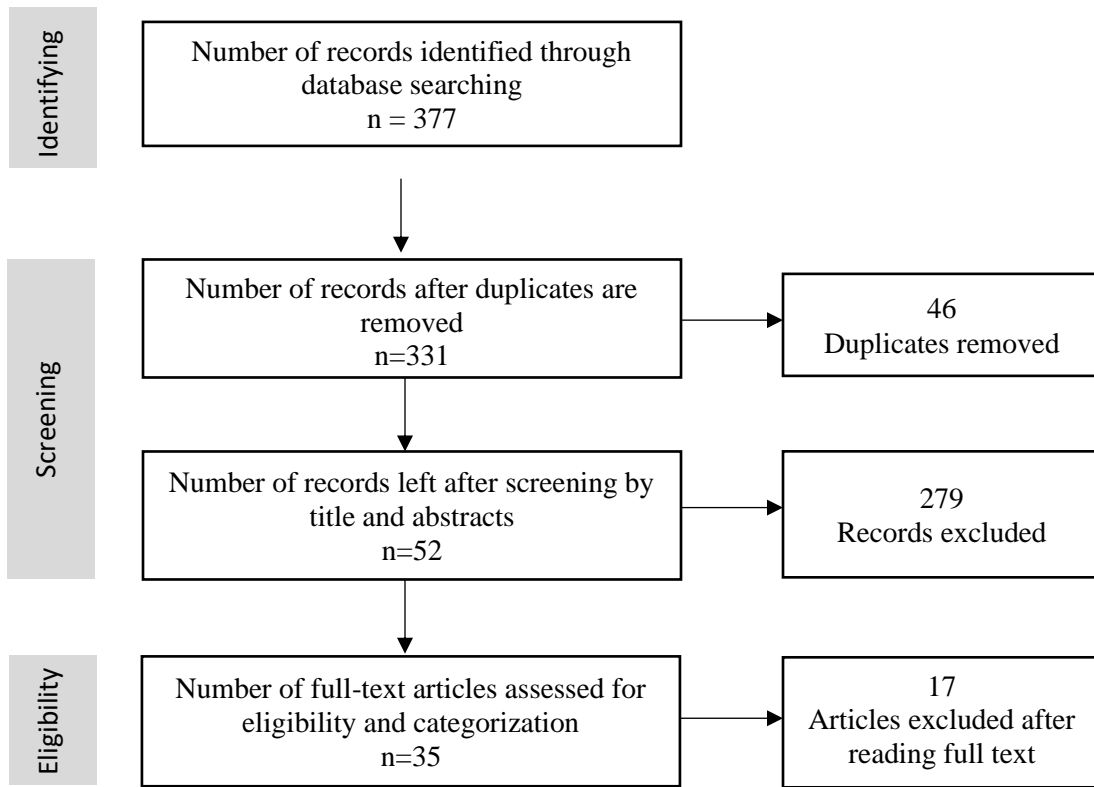 Identifying
Number of records identified through
database searching
n = 377
Screening
Number of records after duplicates are
removed
n=331
46
Duplicates removed
Number of records left after screening by
title and abstracts
n=52
279
Records excluded
Eligibility
Number of full-text articles assessed for
eligibility and categorization
n=35
17
Articles excluded after
reading full text